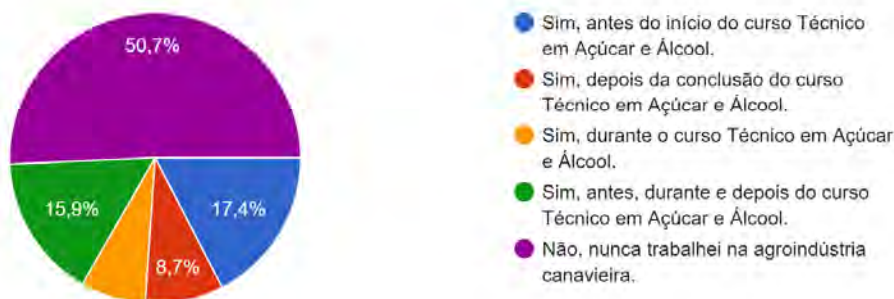 50,7%
15,9%
17,4%
8,7%
Sim, antes do início do curso Técnico
em Açúcar e Álcool.
Sim, depois da conclusão do curso
Técnico em Açúcar e Álcool.
Sim, durante o curso Técnico em Açúcar
e Álcool.
Sim, antes, durante e depois do curso
Técnico em Açúcar e Álcool.
Não, nunca trabalhei na agroindústria
canavieira.